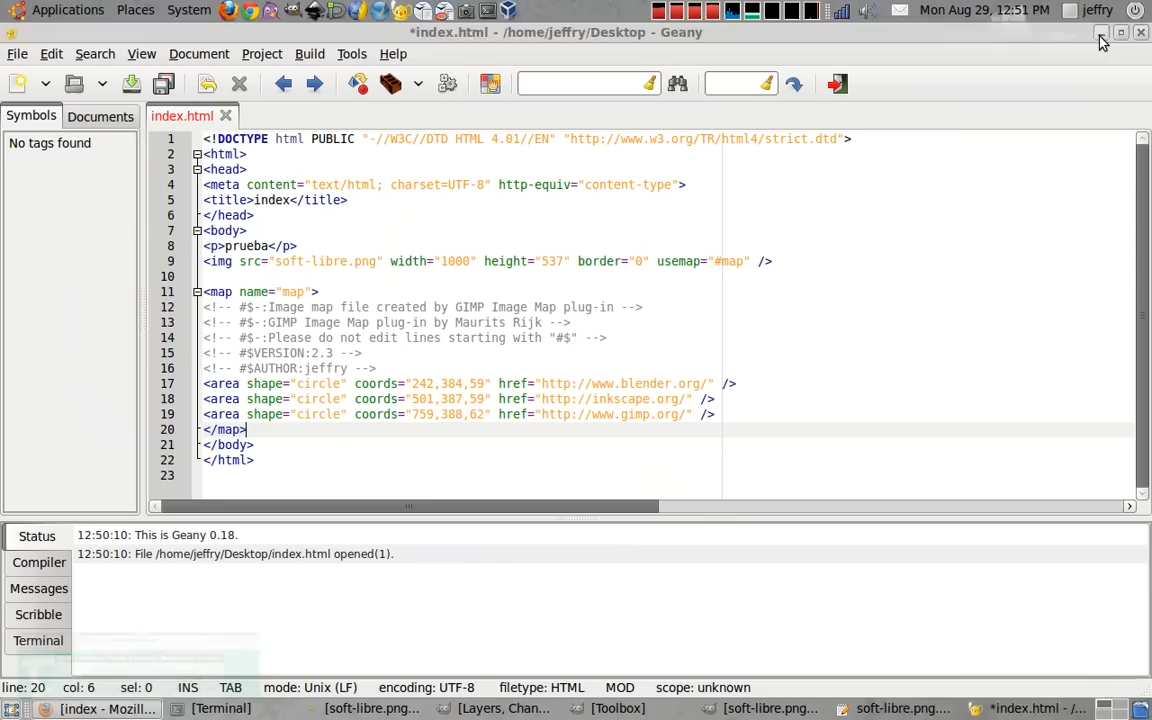 Applications Places System Mon Aug 29, 12:51 PM jeffry
*index.html - /home/jeffry/Desktop - Geany
File Edit Search View Document Project Build Tools Help
Symbols Documents index.html
No tags found
1 <!DOCTYPE html PUBLIC "-//W3C//DTD HTML 4.01//EN" "http://www.w3.org/TR/html4/strict.dtd">
2 <html>
3 <head>
4 <meta content="text/html; charset=UTF-8" http-equiv="content-type">
5 <title>index</title>
6 </head>
7 <body>
8 <p>prueba</p>
9 <img src="soft-libre.png" width="1000" height="537" border="0" usemap="#map" />
10
11 <map name="map">
12 <!-- #$-:Image map file created by GIMP Image Map plug-in -->
13 <!-- #$-:GIMP Image Map plug-in by Maurits Rijk -->
14 <!-- #$-:Please do not edit lines starting with "#$" -->
15 <!-- #$VERSION:2.3 -->
16 <!-- #$AUTHOR:jeffry -->
17 <area shape="circle" coords="242,384,59" href="http://www.blender.org/" />
18 <area shape="circle" coords="501,387,59" href="http://inkscape.org/" />
19 <area shape="circle" coords="759,388,62" href="http://www.gimp.org/" />
20 </map>
21 </body>
22 </html>
23
Status
Compiler
Messages
Scribble
Terminal
12:50:10: This is Geany 0.18.
12:50:10: File /home/jeffry/Desktop/index.html opened(1).
line: 20 col: 6 sel: 0 INS TAB mode: Unix (LF) encoding: UTF-8 filetype: HTML MOD scope: unknown
[index - Mozill... [Terminal] [soft-libre.png... [Layers, Chan... [Toolbox] [soft-libre.png... soft-libre.png.... *index.html - /...